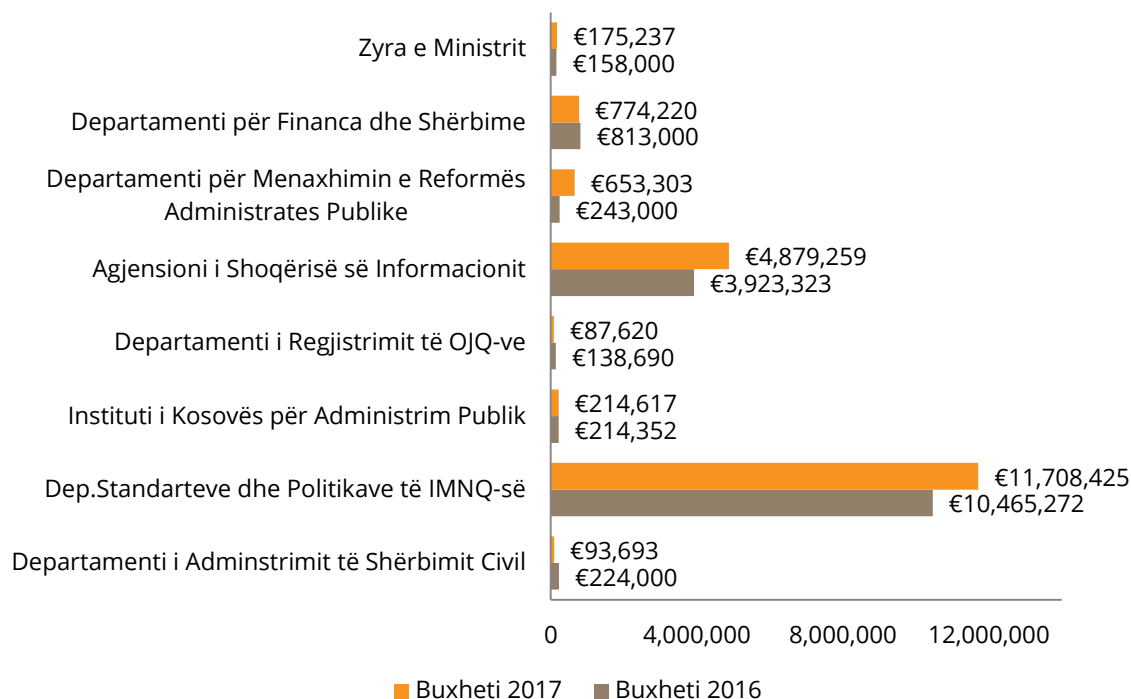 Zyra e Ministrit
€175,237
€158,000
Departamenti për Financa dhe Shërbime
€774,220
€813,000
Departamenti për Menaxhimin e Reformës
Administrates Publike
€653,303
€243,000
Agjensioni i Shoqërisë së Informacionit
€4,879,259
€3,923,323
Departamenti i Regjistrimit të OJQ-ve
€87,620
€138,690
Instituti i Kosovës për Administrim Publik
€214,617
€214,352
Dep.Standarteve dhe Politikave të IMNQ-së
€11,708,425
€10,465,272
Departamenti i Adminstrimit të Shërbimit Civil
€93,693
€224,000
0 4,000,000 8,000,000 12,000,000
Buxheti 2017 Buxheti 2016